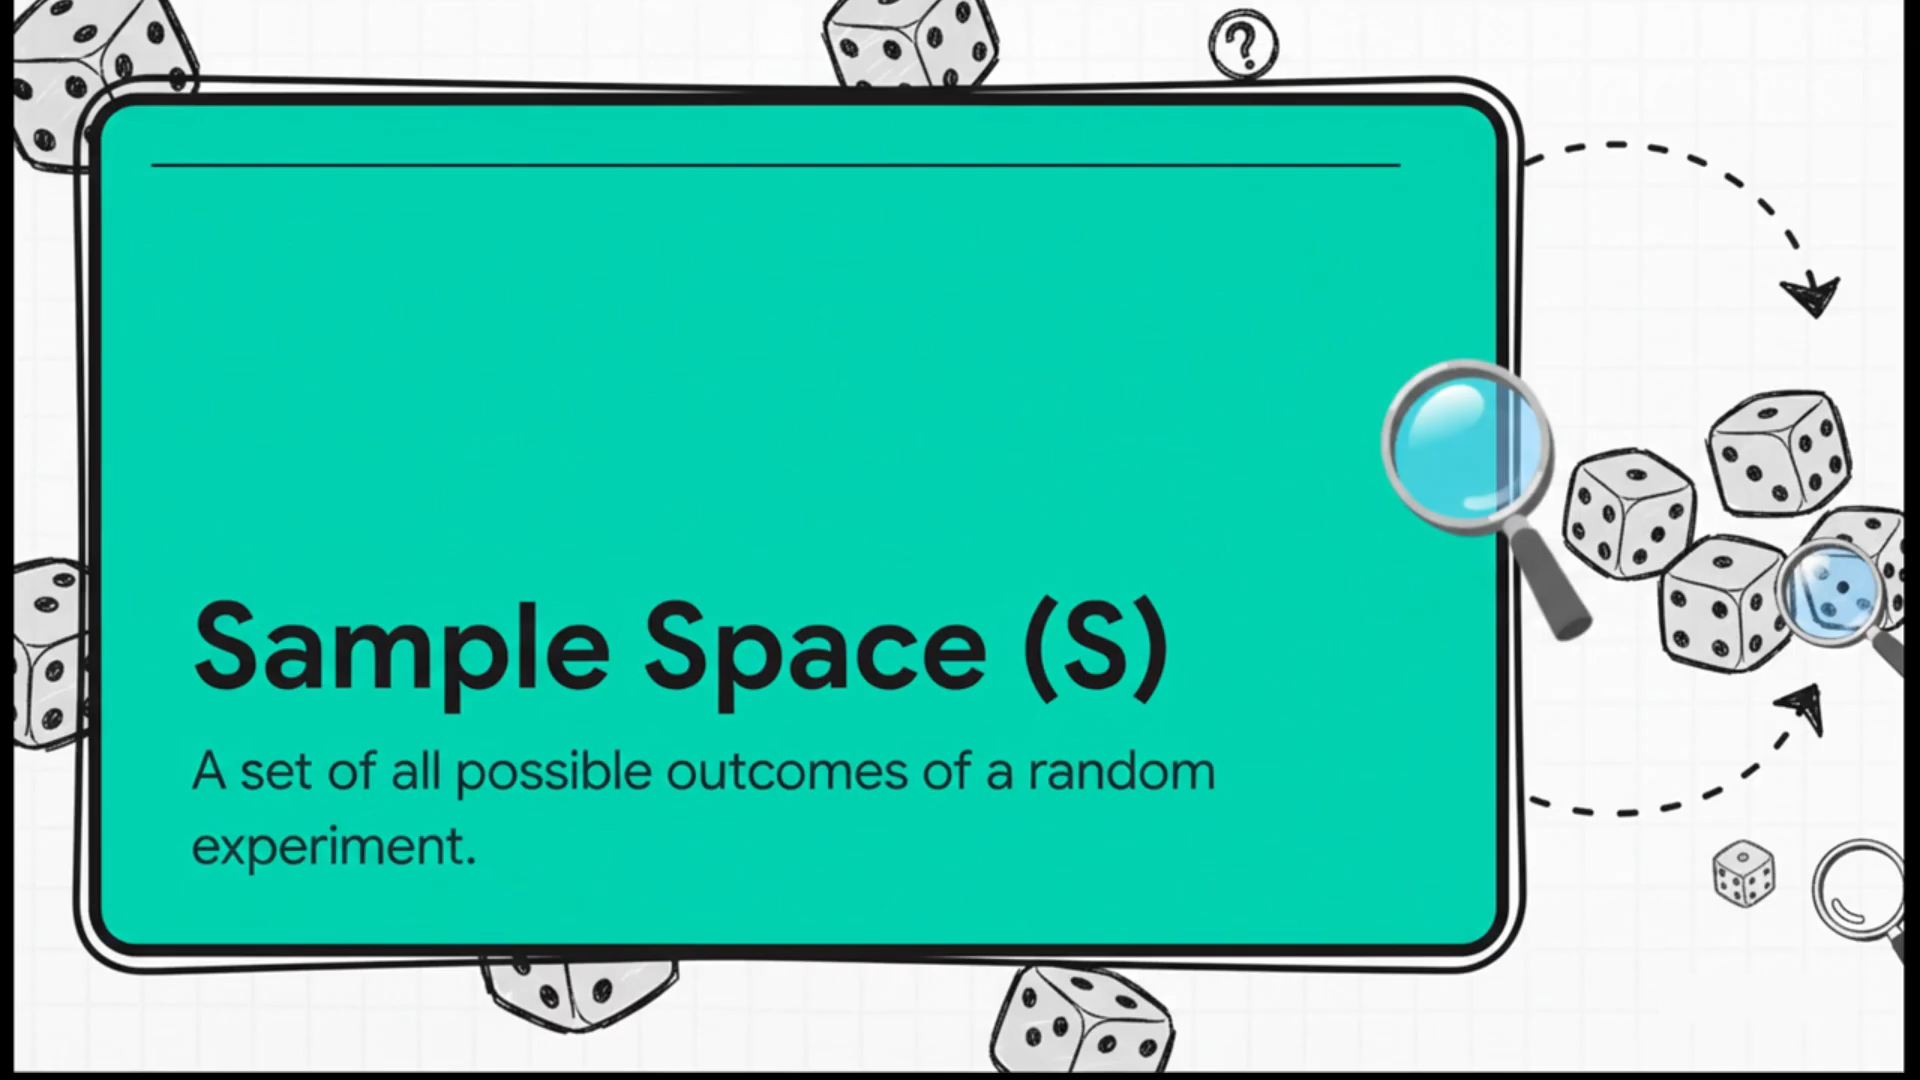 ?
Sample Space (S)
A set of all possible outcomes of a random
experiment.